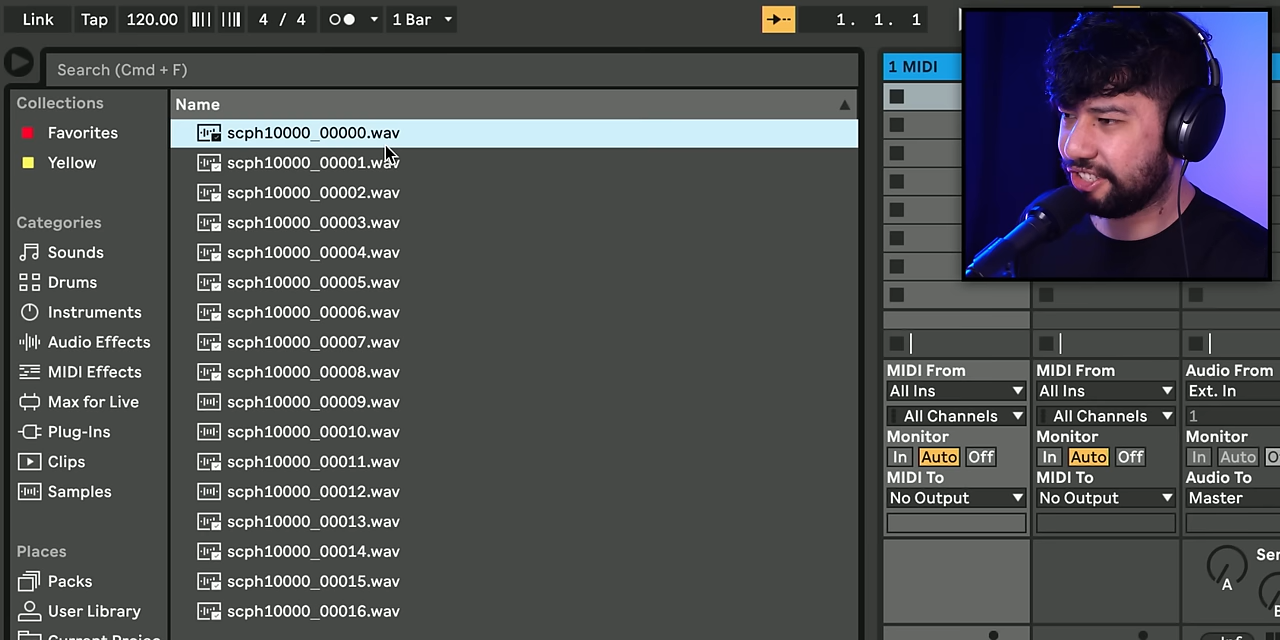 Link Tap 120.00 4 / 4 1 Bar 1. 1. 1
Search (Cmd + F)
Collections
Favorites
Yellow
Categories
Sounds
Drums
Instruments
Audio Effects
MIDI Effects
Max for Live
Plug-Ins
Clips
Samples
Places
Packs
User Library
Current Project
Name
scph10000_00000.wav
scph10000_00001.wav
scph10000_00002.wav
scph10000_00003.wav
scph10000_00004.wav
scph10000_00005.wav
scph10000_00006.wav
scph10000_00007.wav
scph10000_00008.wav
scph10000_00009.wav
scph10000_00010.wav
scph10000_00011.wav
scph10000_00012.wav
scph10000_00013.wav
scph10000_00014.wav
scph10000_00015.wav
scph10000_00016.wav
1 MIDI
MIDI From MIDI From Audio From
All Ins All Ins Ext. In
All Channels All Channels 1
Monitor Monitor Monitor
In Auto Off In Auto Off In Auto O
MIDI To MIDI To Audio To
No Output No Output Master
Sen
A